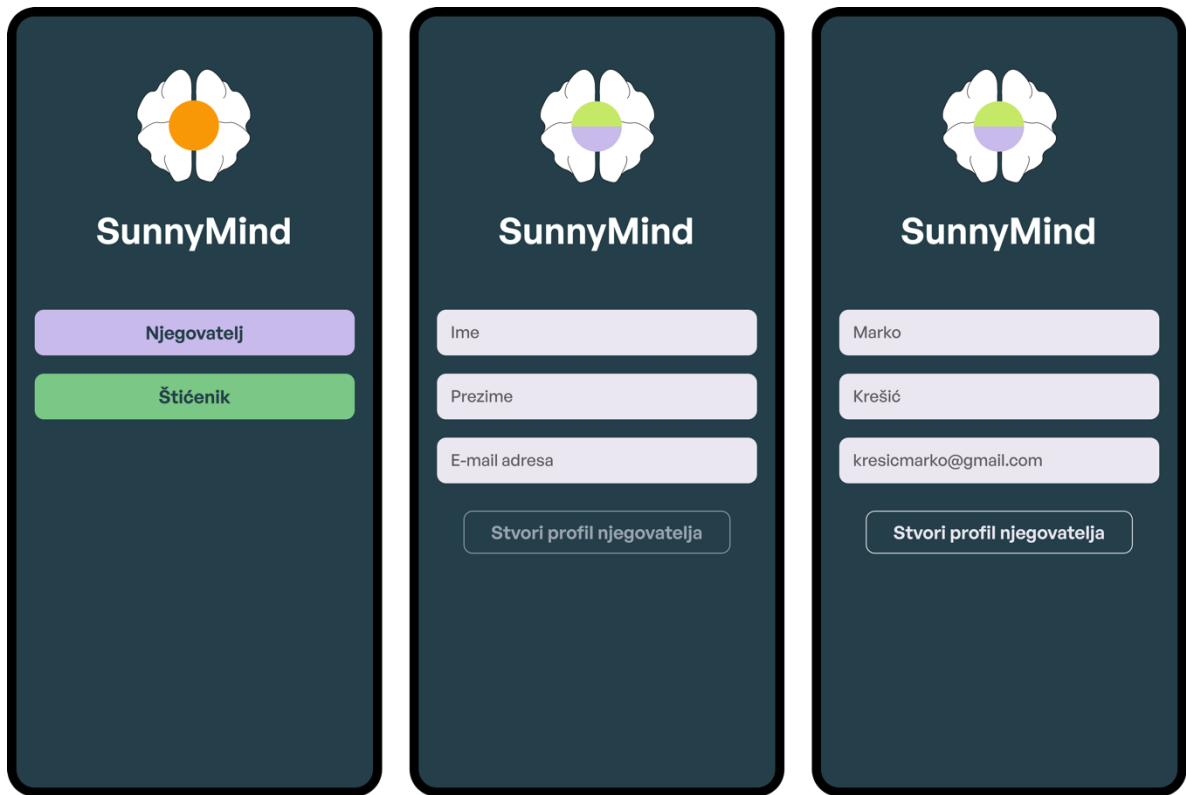 SunnyMind
Njegovatelj
Štićenik
SunnyMind
Ime
Prezime
E-mail adresa
Stvori profil njegovatelja
SunnyMind
Marko
Krešić
kresicmarko@gmail.com
Stvori profil njegovatelja